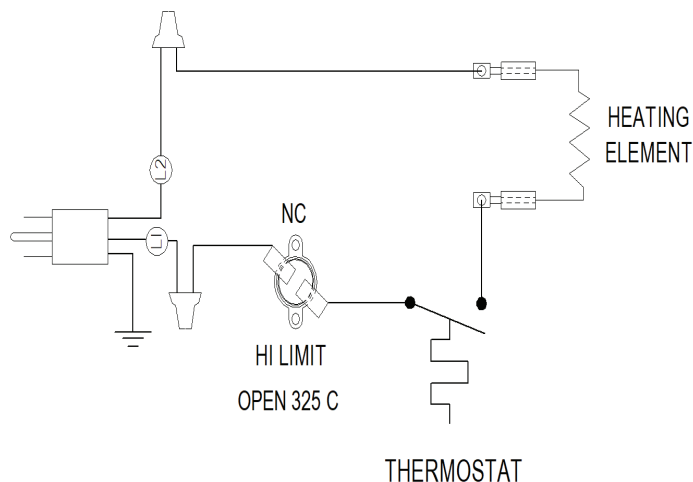 L2
HEATING
ELEMENT
L1
NC
HI LIMIT
OPEN 325 C
THERMOSTAT